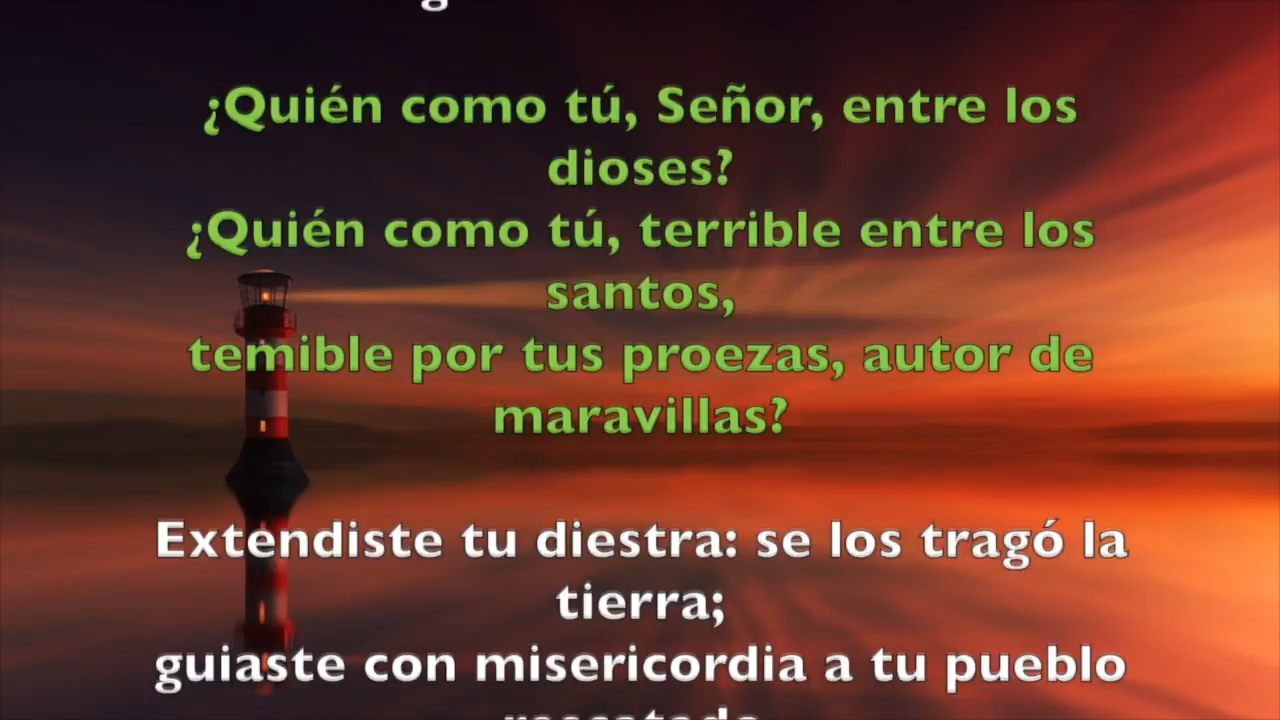 ¿Quién como tú, Señor, entre los
dioses?
¿Quién como tú, terrible entre los
santos,
temible por tus proezas, autor de
maravillas?
Extendiste tu diestra: se los tragó la
tierra;
guiaste con misericordia a tu pueblo